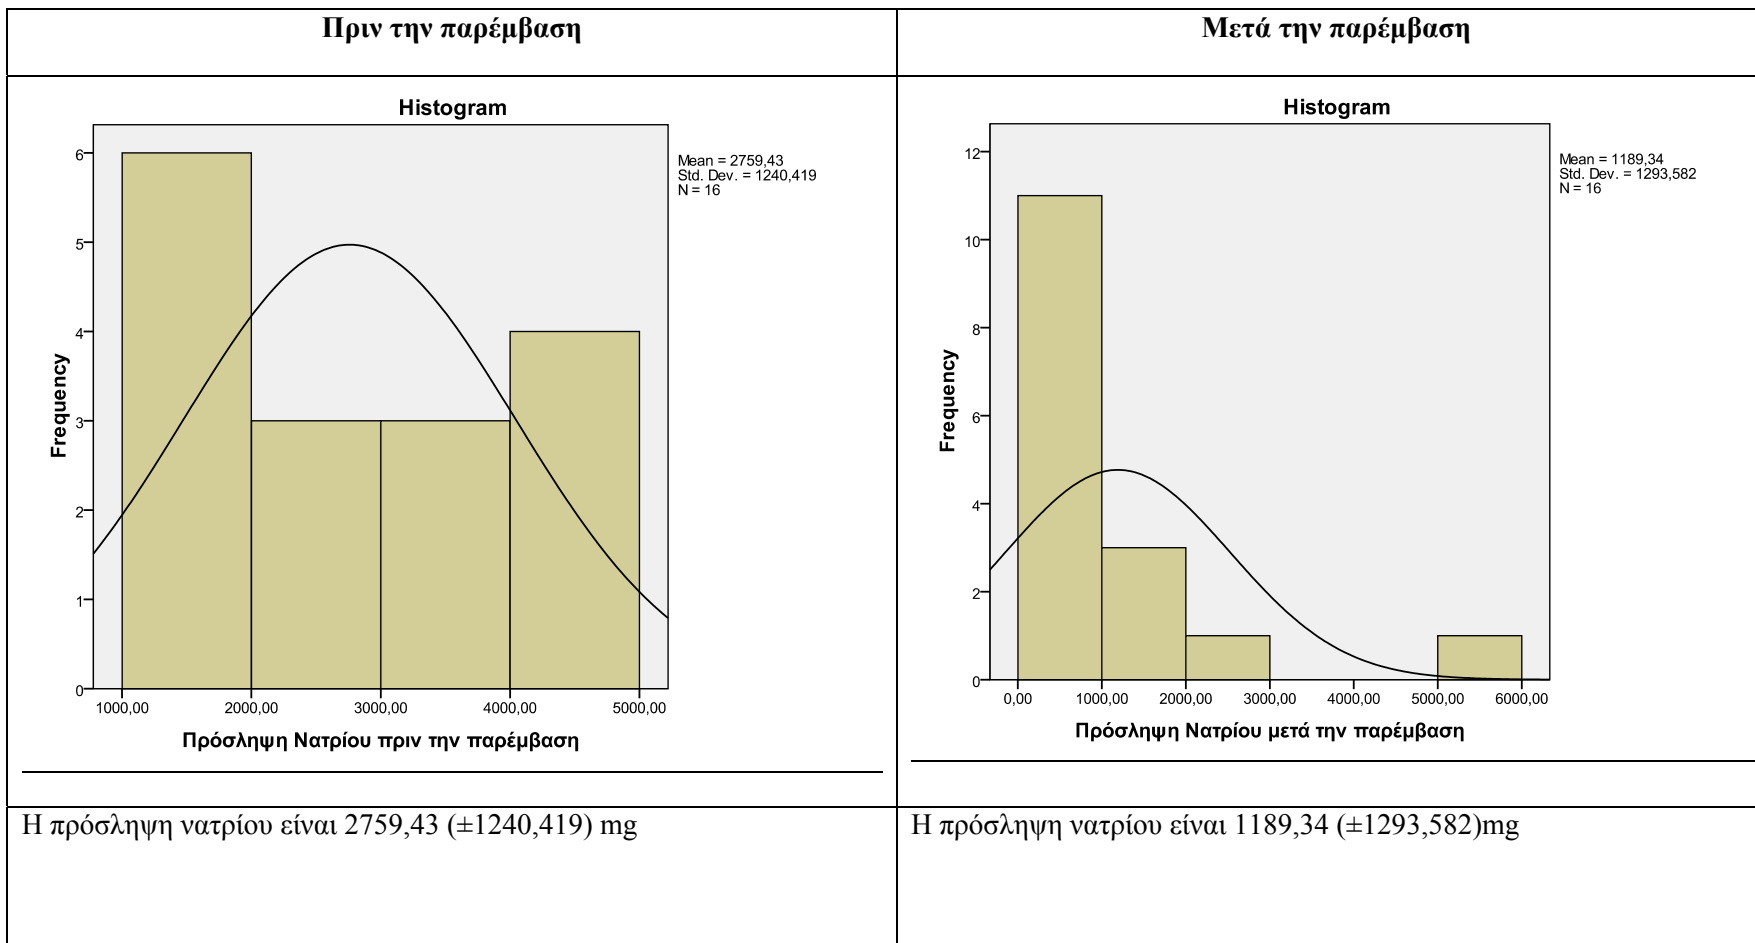 Πριν την παρέμβαση
Μετά την παρέμβαση
Histogram
Mean = 2759,43
Std. Dev. = 1240,419
N = 16
6
5
4
3
2
1
0
Frequency
1000,00 2000,00 3000,00 4000,00 5000,00
Πρόσληψη Νατρίου πριν την παρέμβαση
Histogram
Mean = 1189,34
Std. Dev. = 1293,582
N = 16
12
10
8
6
4
2
0
Frequency
0,00 1000,00 2000,00 3000,00 4000,00 5000,00 6000,00
Πρόσληψη Νατρίου μετά την παρέμβαση
Η πρόσληψη νατρίου είναι 2759,43 (±1240,419) mg
Η πρόσληψη νατρίου είναι 1189,34 (±1293,582)mg